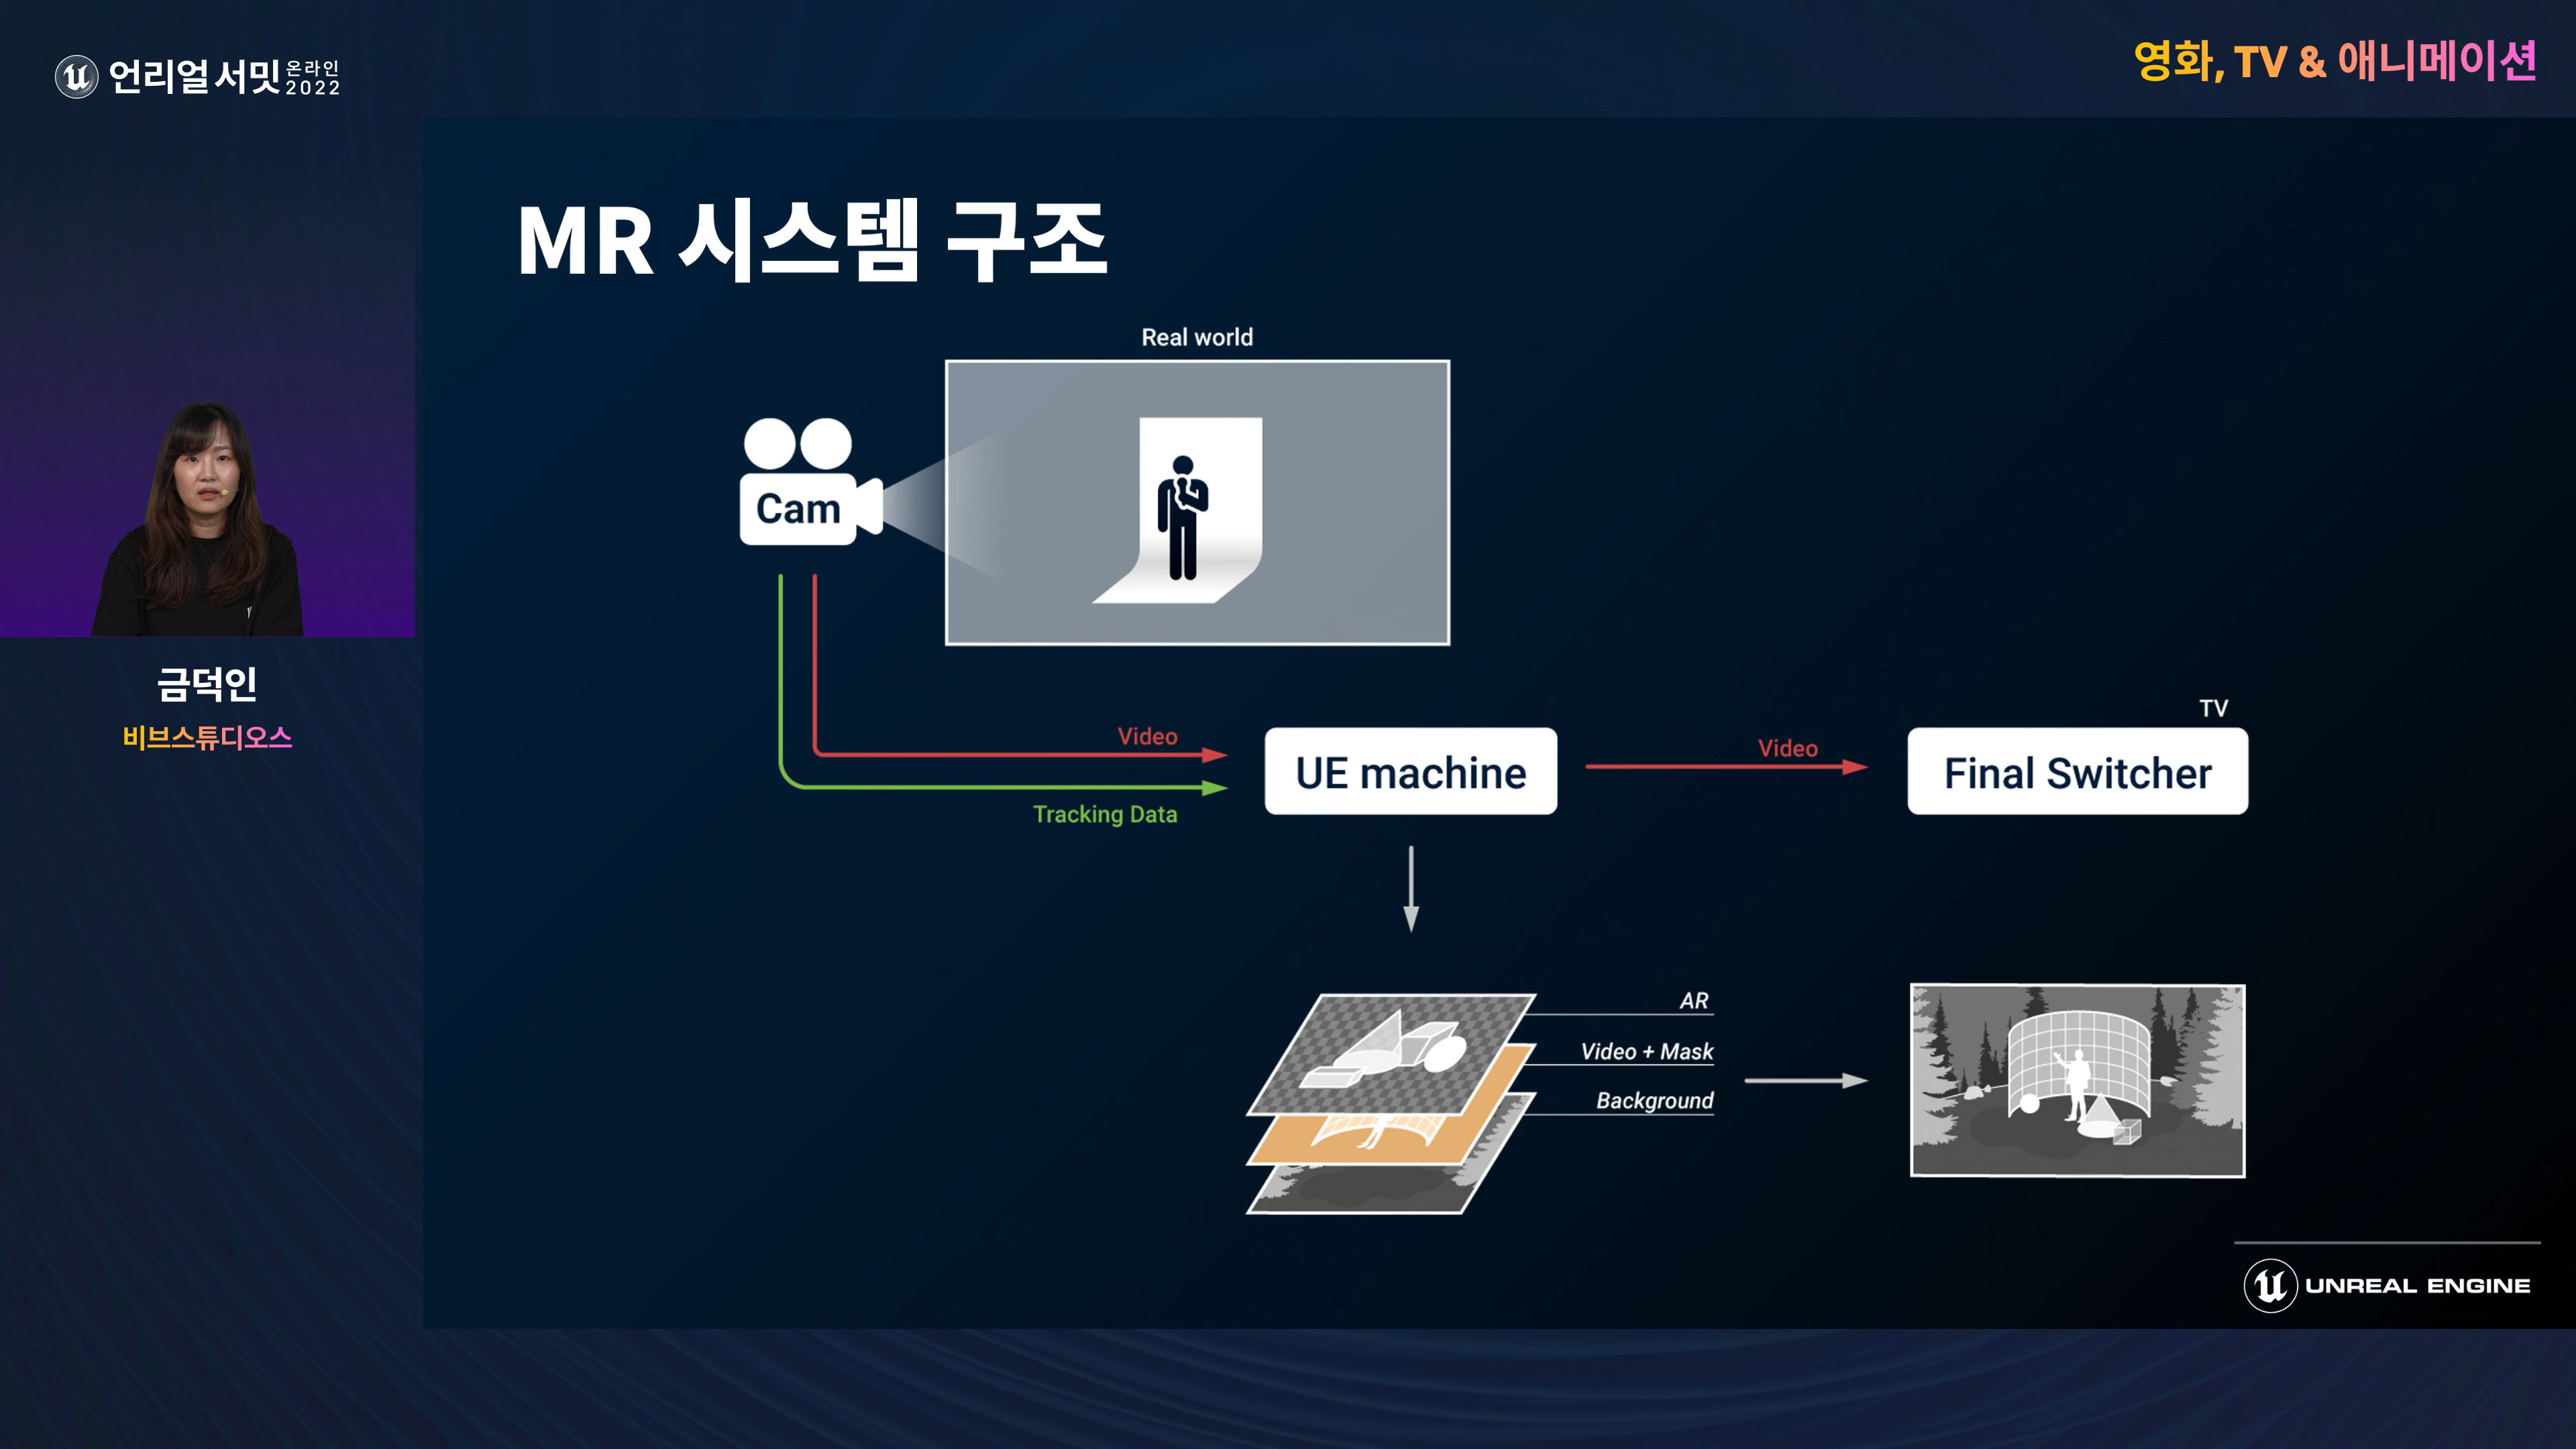 언리얼 서밋 온라인 2022
영화, TV & 애니메이션
MR 시스템 구조
Real world
Cam
금덕인
비브스튜디오스
Video
Tracking Data
UE machine
Video
TV
Final Switcher
AR
Video + Mask
Background
UNREAL ENGINE